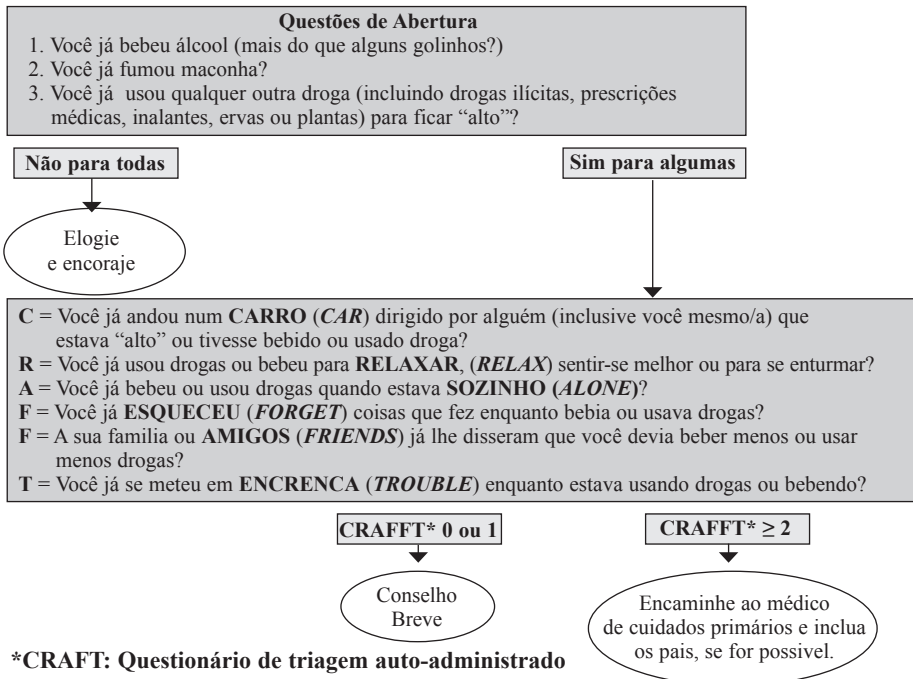 Questões de Abertura
1. Você já bebeu álcool (mais do que alguns golinhos?)
2. Você já fumou maconha?
3. Você já usou qualquer outra droga (incluindo drogas ilícitas, prescrições
médicas, inalantes, ervas ou plantas) para ficar “alto”?
Não para todas
Sim para algumas
Elogie
e encoraje
C = Você já andou num CARRO (CAR) dirigido por alguém (inclusive você mesmo/a) que
estava “alto” ou tivesse bebido ou usado droga?
R = Você já usou drogas ou bebeu para RELAXAR, (RELAX) sentir-se melhor ou para se enturmar?
A = Você já bebeu ou usou drogas quando estava SOZINHO (ALONE)?
F = Você já ESQUECEU (FORGET) coisas que fez enquanto bebia ou usava drogas?
F = A sua familia ou AMIGOS (FRIENDS) já lhe disseram que você devia beber menos ou usar
menos drogas?
T = Você já se meteu em ENCRENCA (TROUBLE) enquanto estava usando drogas ou bebendo?
CRAFFT* 0 ou 1
CRAFFT* ≥ 2
Conselho
Breve
Encaminhe ao médico
de cuidados primários e inclua
os pais, se for possivel.
*CRAFT: Questionário de triagem auto-administrado